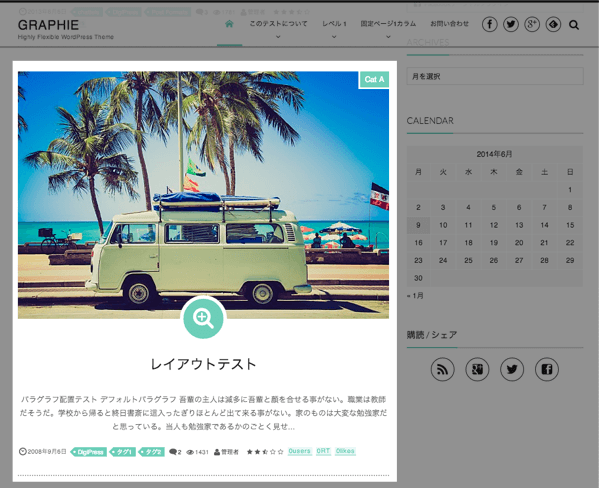 GRAPHIE
Highly Flexible WordPress Theme
このテストについて
レベル 1
固定ページ1カラム
お問い合わせ
Cat A
レイアウトテスト
パラグラフ配置テスト デフォルトパラグラフ 吾輩の主人は滅多に吾輩と顔を合せる事がない。職業は教師
だそうだ。学校から帰ると終日書斎に這入ったぎりほとんど出て来る事がない。家のものは大変な勉強家だ
と思っている。当人も勉強家であるかのごとく見せ...
2008年9月6日 DigiPress タグ1 タグ2 2 1431 管理者 0users 0RT 0likes
ARCHIVES
月を選択
CALENDAR
2014年6月
月 火 水 木 金 土 日
1
2 3 4 5 6 7 8
9 10 11 12 13 14 15
16 17 18 19 20 21 22
23 24 25 26 27 28 29
30
« 1月
購読 / シェア